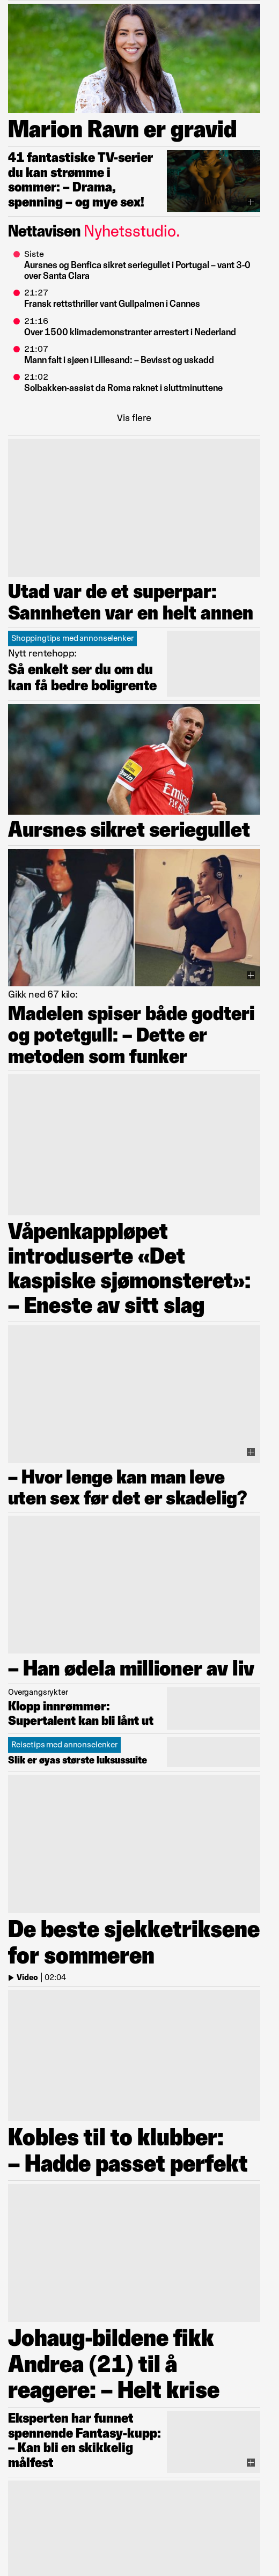 Marion Ravn er gravid
41 fantastiske TV-serier
du kan strømme i
sommer: – Drama,
spenning – og mye sex!
Nettavisen Nyhetsstudio.
Siste
Aursnes og Benfica sikret seriegullet i Portugal – vant 3-0
over Santa Clara
21:27
Fransk rettsthriller vant Gullpalmen i Cannes
21:16
Over 1500 klimademonstranter arrestert i Nederland
21:07
Mann falt i sjøen i Lillesand: – Bevisst og uskadd
21:02
Solbakken-assist da Roma raknet i sluttminuttene
Vis flere
Utad var de et superpar:
Sannheten var en helt annen
Shoppingtips med annonselenker
Nytt rentehopp:
Så enkelt ser du om du
kan få bedre boligrente
Aursnes sikret seriegullet
Gikk ned 67 kilo:
Madelen spiser både godteri
og potetgull: – Dette er
metoden som funker
Våpenkappløpet
introduserte «Det
kaspiske sjømonsteret»:
– Eneste av sitt slag
– Hvor lenge kan man leve
uten sex før det er skadelig?
– Han ødela millioner av liv
Overgangsrykter
Klopp innrømmer:
Supertalent kan bli lånt ut
Reisetips med annonselenker
Slik er øyas største luksussuite
De beste sjekketriksene
for sommeren
Video | 02:04
Kobles til to klubber:
– Hadde passet perfekt
Johaug-bildene fikk
Andrea (21) til å
reagere: – Helt krise
Eksperten har funnet
spennende Fantasy-kupp:
– Kan bli en skikkelig
målfest